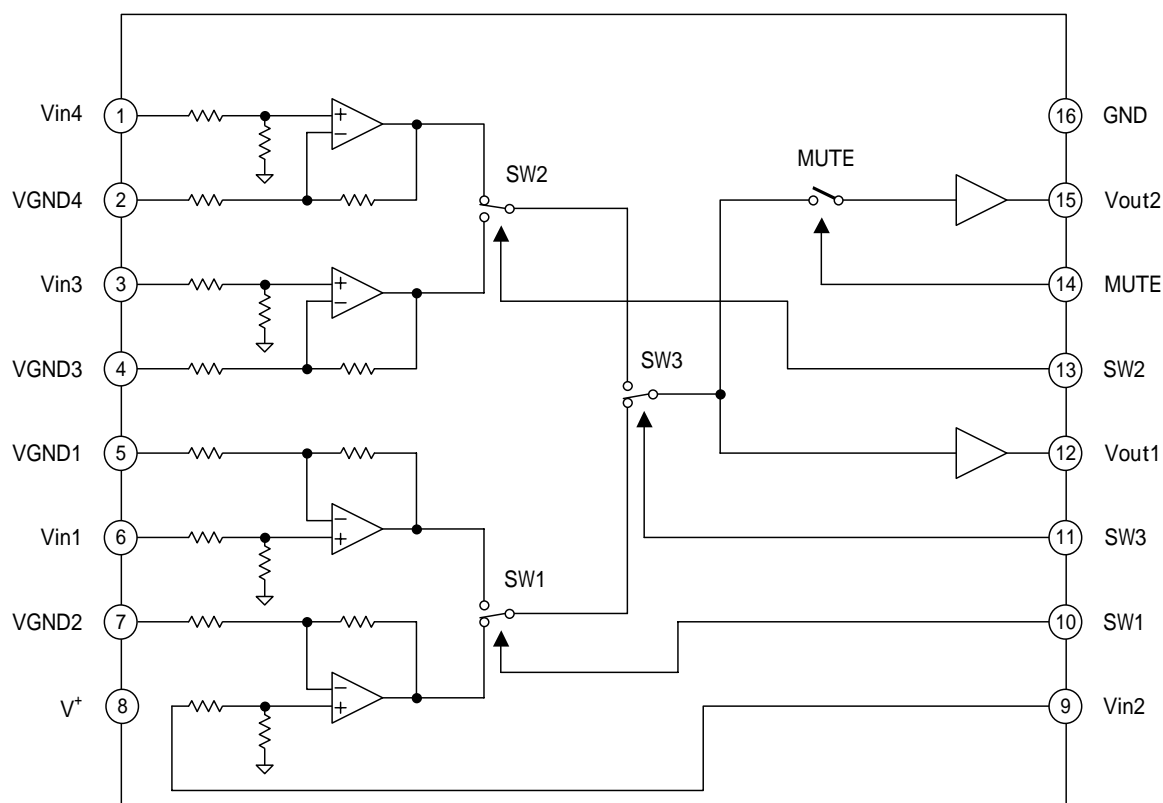 Vin4 1
VGND4 2
Vin3 3
VGND3 4
VGND1 5
Vin1 6
VGND2 7
V+ 8
+
−
+
−
−
+
−
+
SW2
SW1
SW3
MUTE
16 GND
15 Vout2
14 MUTE
13 SW2
12 Vout1
11 SW3
10 SW1
9 Vin2